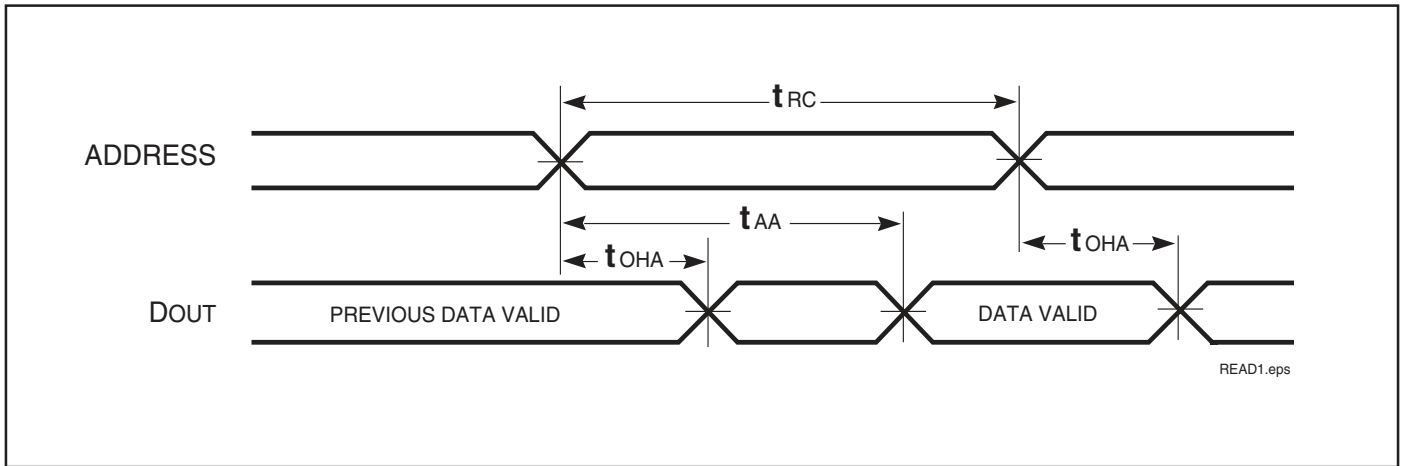 tRC
ADDRESS
tAA
tOHA
tOHA
DOUT
PREVIOUS DATA VALID
DATA VALID
READ1.eps